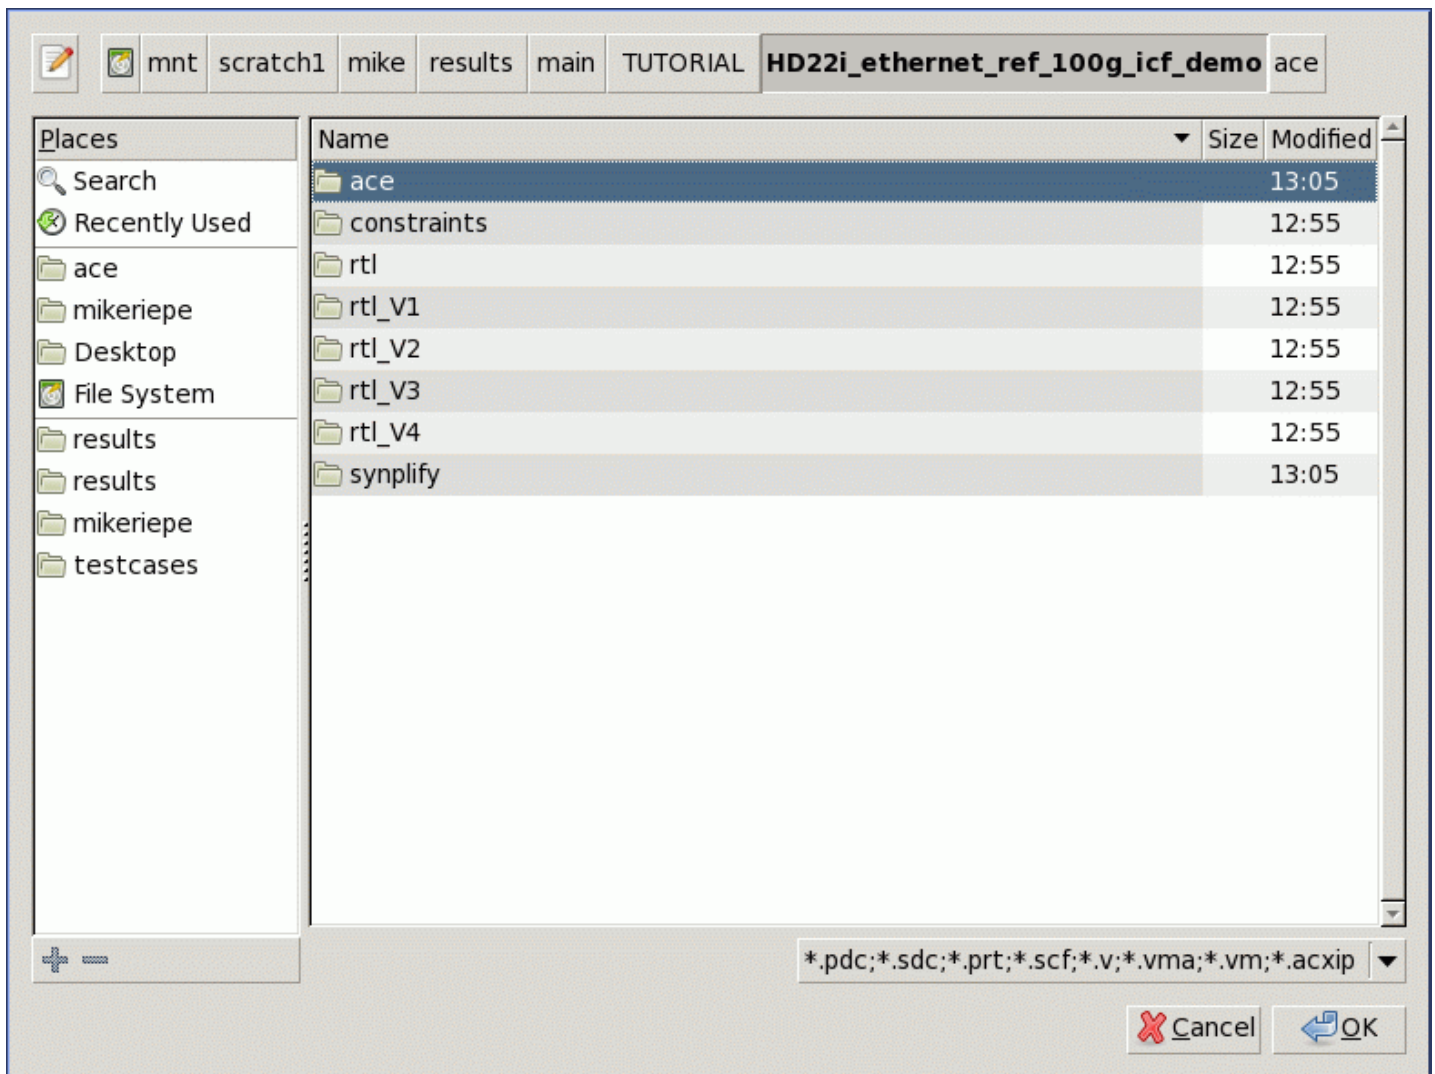 mnt scratch1 mike results main TUTORIAL HD22i_ethernet_ref_100g_icf_demo ace
Places
Search
Recently Used
ace
mikeriepe
Desktop
File System
results
results
mikeriepe
testcases
Name Size Modified
ace 13:05
constraints 12:55
rtl 12:55
rtl_V1 12:55
rtl_V2 12:55
rtl_V3 12:55
rtl_V4 12:55
synplify 13:05
*.pdc;*.sdc;*.prt;*.scf;*.v;*.vma;*.vm;*.acxip
Cancel OK